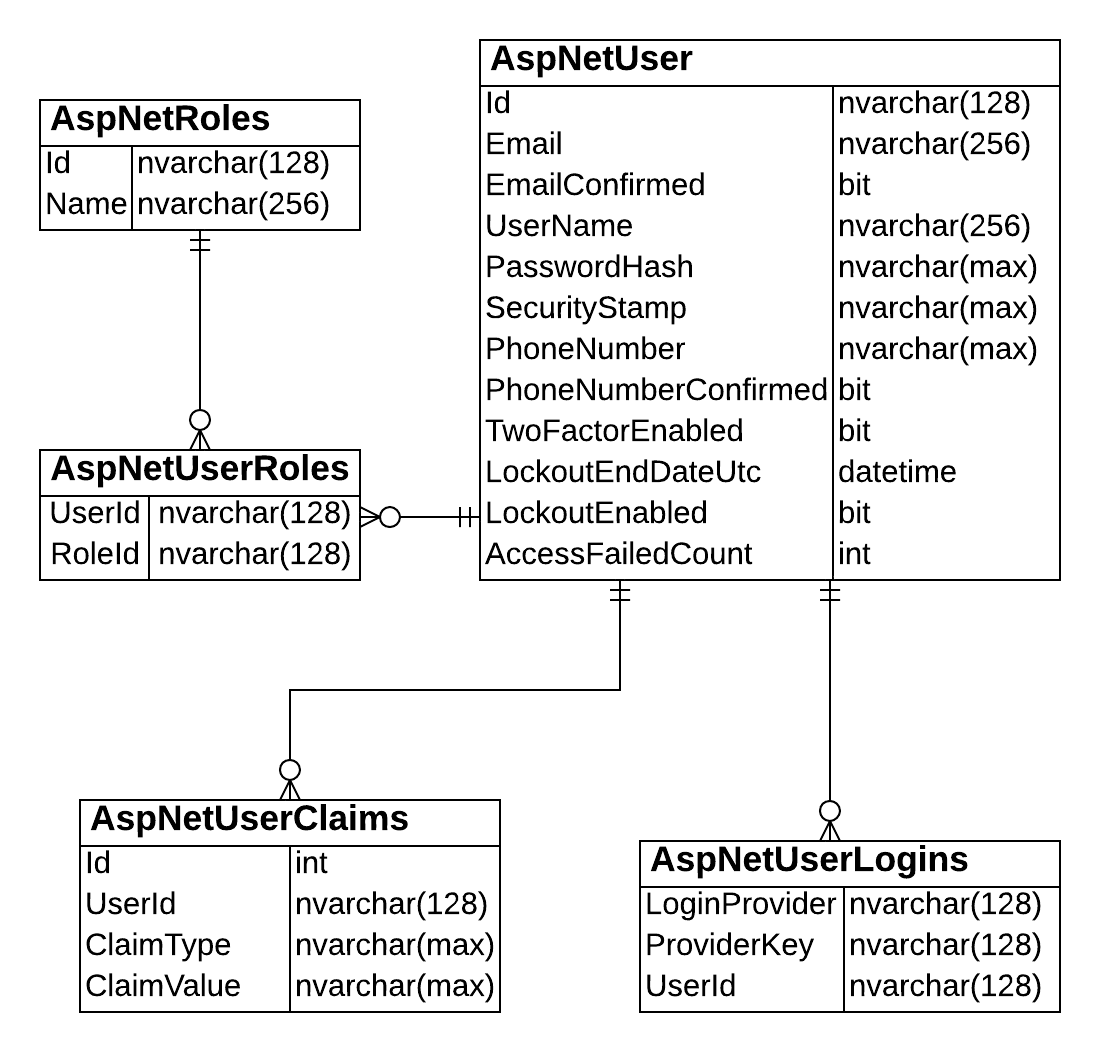 AspNetUser
Id nvarchar(128)
Email nvarchar(256)
EmailConfirmed bit
UserName nvarchar(256)
PasswordHash nvarchar(max)
SecurityStamp nvarchar(max)
PhoneNumber nvarchar(max)
PhoneNumberConfirmed bit
TwoFactorEnabled bit
LockoutEndDateUtc datetime
LockoutEnabled bit
AccessFailedCount int
AspNetRoles
Id nvarchar(128)
Name nvarchar(256)
AspNetUserRoles
UserId nvarchar(128)
RoleId nvarchar(128)
AspNetUserClaims
Id int
UserId nvarchar(128)
ClaimType nvarchar(max)
ClaimValue nvarchar(max)
AspNetUserLogins
LoginProvider nvarchar(128)
ProviderKey nvarchar(128)
UserId nvarchar(128)